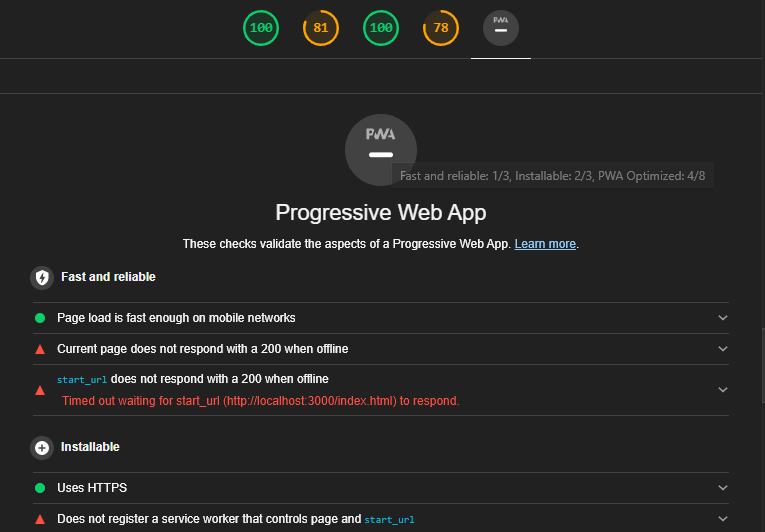 100 81 100 78 PWA
PWA
Fast and reliable: 1/3, Installable: 2/3, PWA Optimized: 4/8
Progressive Web App
These checks validate the aspects of a Progressive Web App. Learn more.
Fast and reliable
Page load is fast enough on mobile networks
Current page does not respond with a 200 when offline
start_url does not respond with a 200 when offline
Timed out waiting for start_url (http://localhost:3000/index.html) to respond.
Installable
Uses HTTPS
Does not register a service worker that controls page and start_url